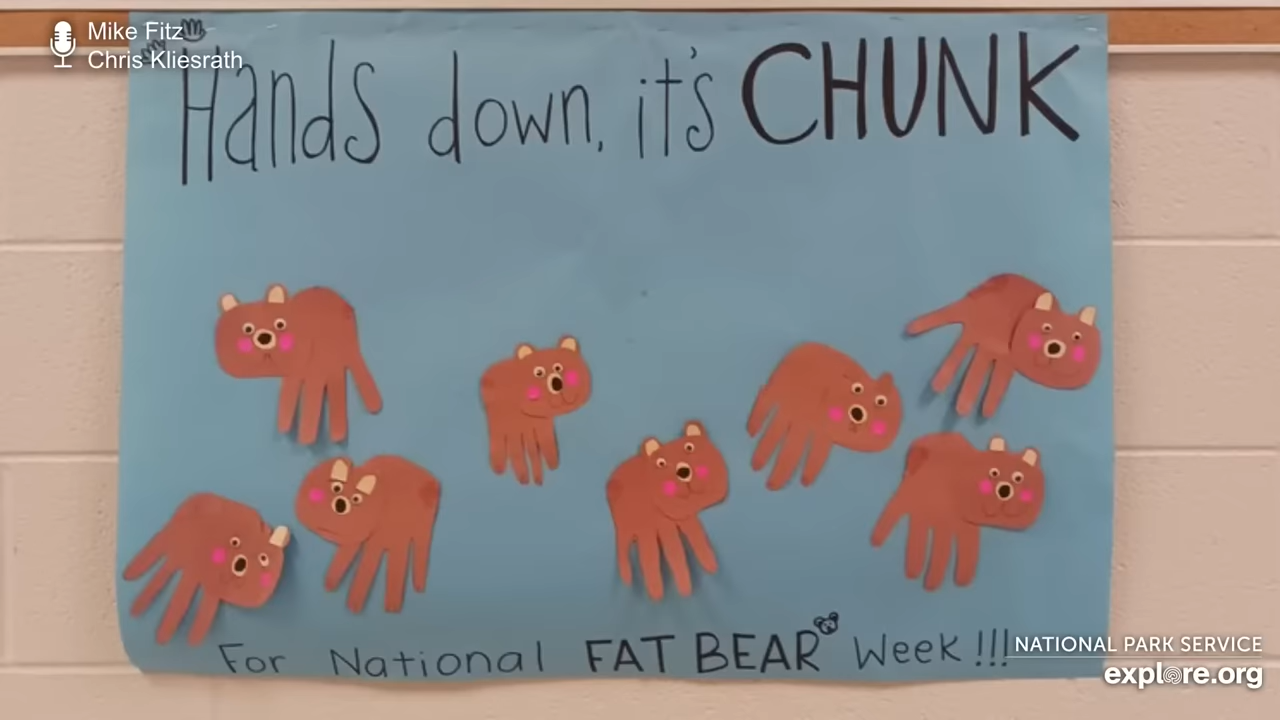 Mike Fitz
Chris Kliesrath
Hands down, it's CHUNK
For National FAT BEAR Week!!!
NATIONAL PARK SERVICE
explore.org